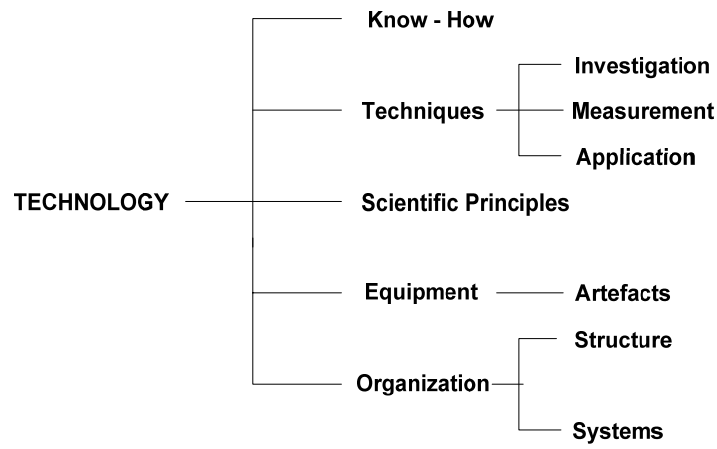 Know - How
Investigation
Techniques
Measurement
Application
TECHNOLOGY
Scientific Principles
Equipment
Artefacts
Structure
Organization
Systems